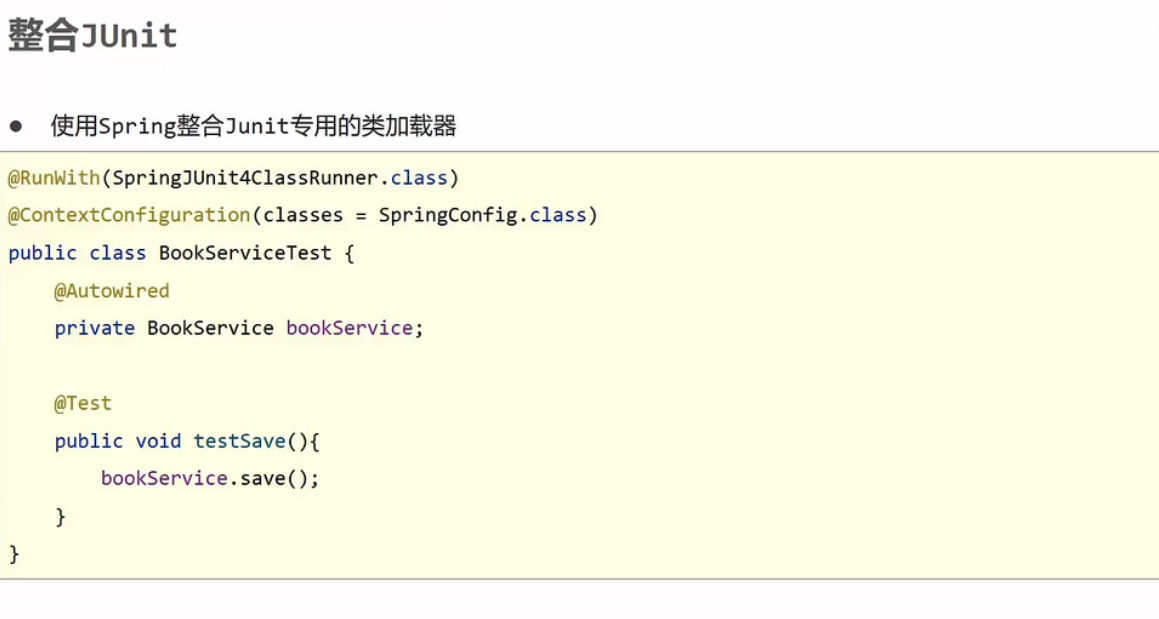 整合JUnit
● 使用Spring整合Junit专用的类加载器
@RunWith(SpringJUnit4ClassRunner.class)
@ContextConfiguration(classes = SpringConfig.class)
public class BookServiceTest {
    @Autowired
    private BookService bookService;
    @Test
    public void testSave(){
        bookService.save();
    }
}